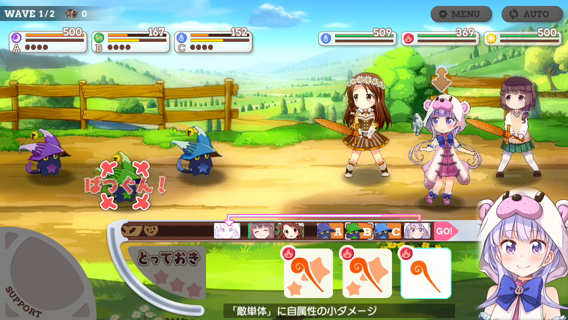 WAVE 1/2 0
MENU
AUTO
500
A
167
B
152
C
509
369
500
ばつぐん！
A B C GO!
とっておき
SUPPORT
「敵単体」に自属性の小ダメージ